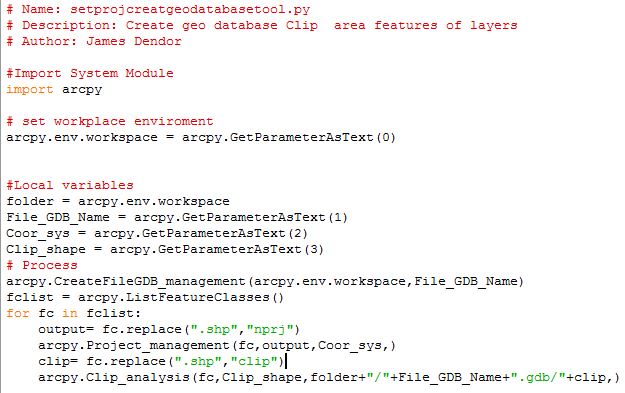 # Name: setprojcreatgeodatabasetool.py
# Description: Create geo database Clip  area features of layers
# Author: James Dendor
#Import System Module
import arcpy
# set workplace enviroment
arcpy.env.workspace = arcpy.GetParameterAsText(0)
#Local variables
folder = arcpy.env.workspace
File_GDB_Name = arcpy.GetParameterAsText(1)
Coor_sys = arcpy.GetParameterAsText(2)
Clip_shape = arcpy.GetParameterAsText(3)
# Process
arcpy.CreateFileGDB_management(arcpy.env.workspace,File_GDB_Name)
fclist = arcpy.ListFeatureClasses()
for fc in fclist:
    output= fc.replace(".shp","nprj")
    arcpy.Project_management(fc,output,Coor_sys,)
    clip= fc.replace(".shp","clip")
    arcpy.Clip_analysis(fc,Clip_shape,folder+"/"+File_GDB_Name+".gdb/"+clip,)